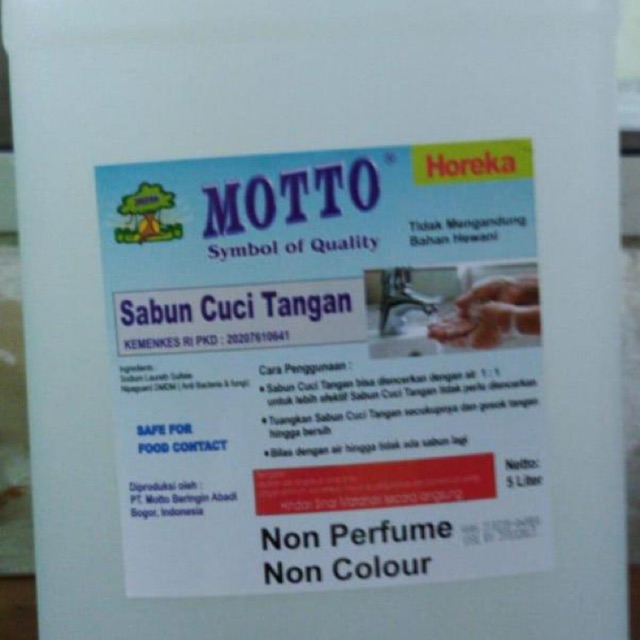 MOTTO®
Horeka
Symbol of Quality
Tidak Mengandung
Bahan Hewani
Sabun Cuci Tangan
KEMENKES RI PKD : 20207610641
Ingredients :
Sodium Laureth Sulfate
( Anti Bacteria & fungi)
Cara Penggunaan :
• Sabun Cuci Tangan bisa diencerkan dengan air 1 : 1
untuk lebih efektif Sabun Cuci Tangan tidak perlu diencerkan
• Tuangkan Sabun Cuci Tangan secukupnya dan gosok tangan
hingga bersih
• Bilas dengan air hingga tidak ada sabun lagi
SAFE FOR
FOOD CONTACT
Diproduksi oleh :
PT. Motto Beringin Abadi
Bogor, Indonesia
Hindari Sinar Matahari secara langsung
Netto:
5 Liter
Non Perfume
Non Colour